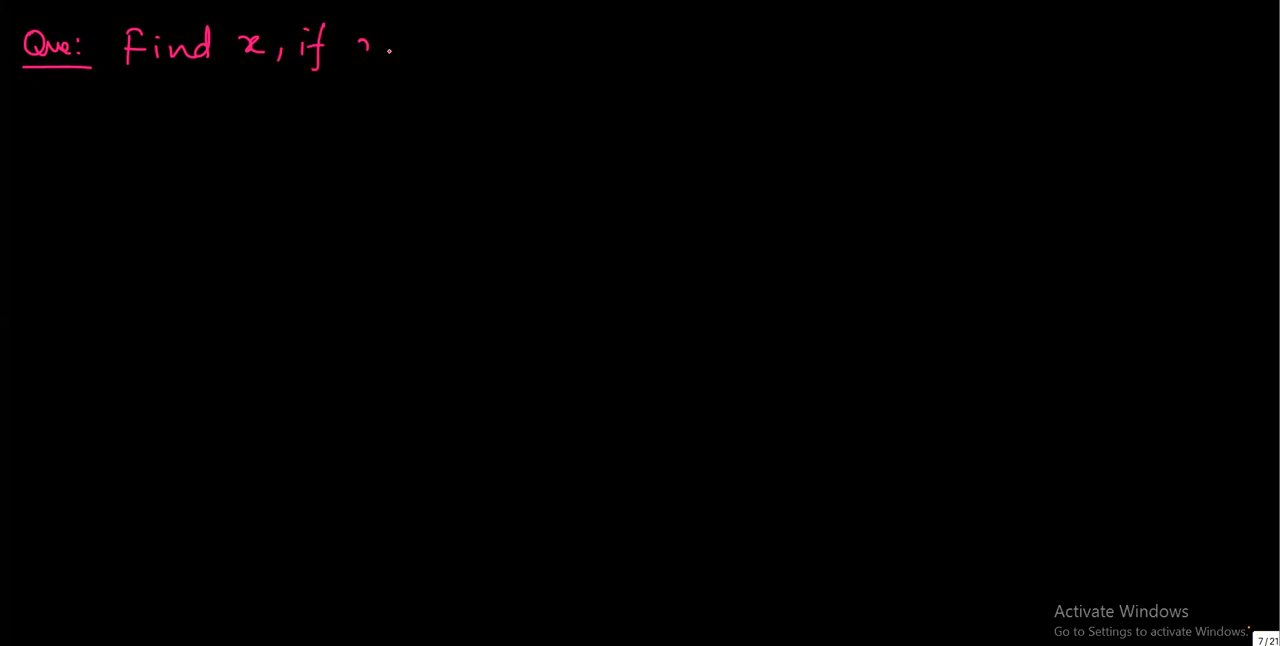 Que: Find x, if
Activate Windows
Go to Settings to activate Windows.
7/21